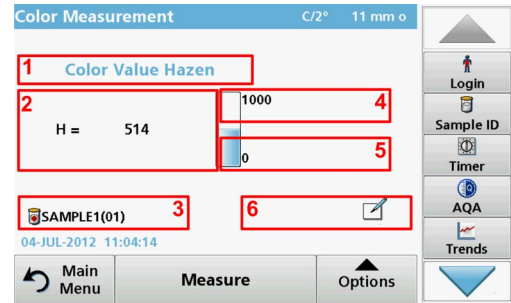 Color Measurement C/2° 11 mm o
1 Color Value Hazen
2
H = 514
1000 4
5
0
SAMPLE1(01) 3
6
04-JUL-2012 11:04:14
Main Menu
Measure
Options
Login
Sample ID
Timer
AQA
Trends